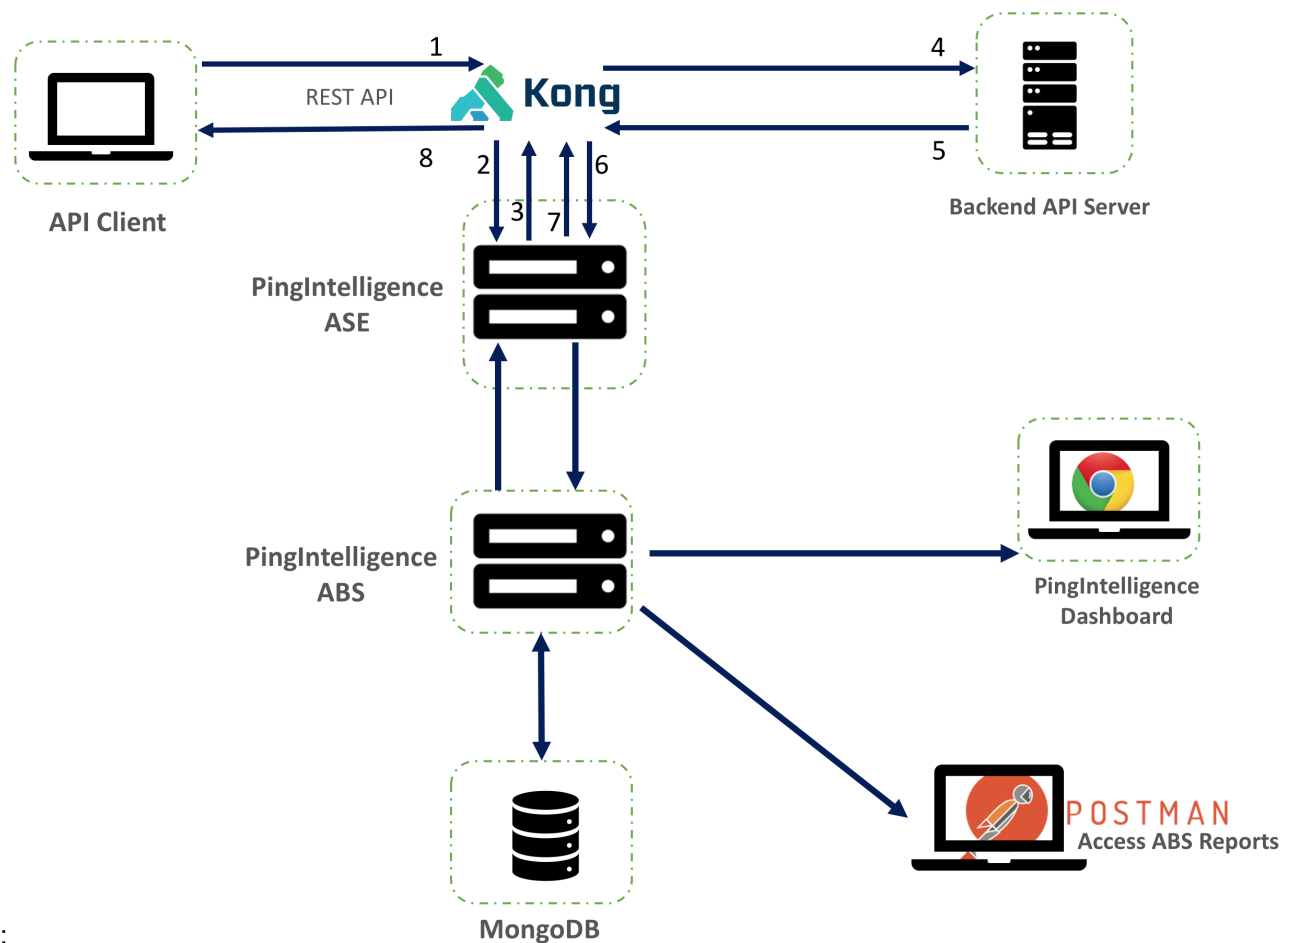 1
4
Kong
REST API
8
2
3
7
6
5
API Client
Backend API Server
PingIntelligence
ASE
PingIntelligence
ABS
PingIntelligence
Dashboard
POSTMAN
Access ABS Reports
MongoDB
: